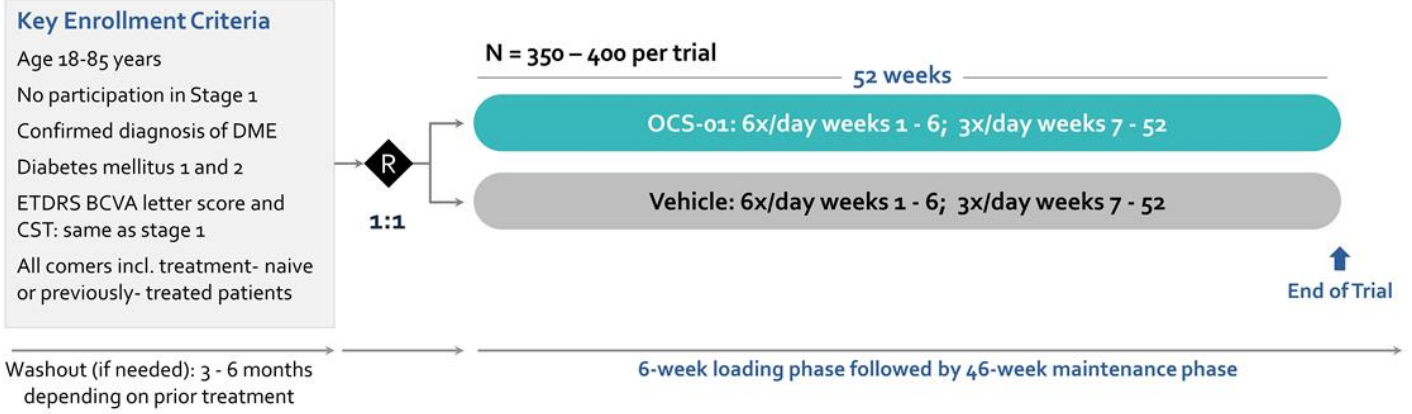 Key Enrollment Criteria
Age 18-85 years
No participation in Stage 1
Confirmed diagnosis of DME
Diabetes mellitus 1 and 2
ETDRS BCVA letter score and
CST: same as stage 1
All comers incl. treatment- naive
or previously- treated patients
R
1:1
N = 350 – 400 per trial
52 weeks
OCS-01: 6x/day weeks 1 - 6; 3x/day weeks 7 - 52
Vehicle: 6x/day weeks 1 - 6; 3x/day weeks 7 - 52
End of Trial
Washout (if needed): 3 - 6 months
depending on prior treatment
6-week loading phase followed by 46-week maintenance phase